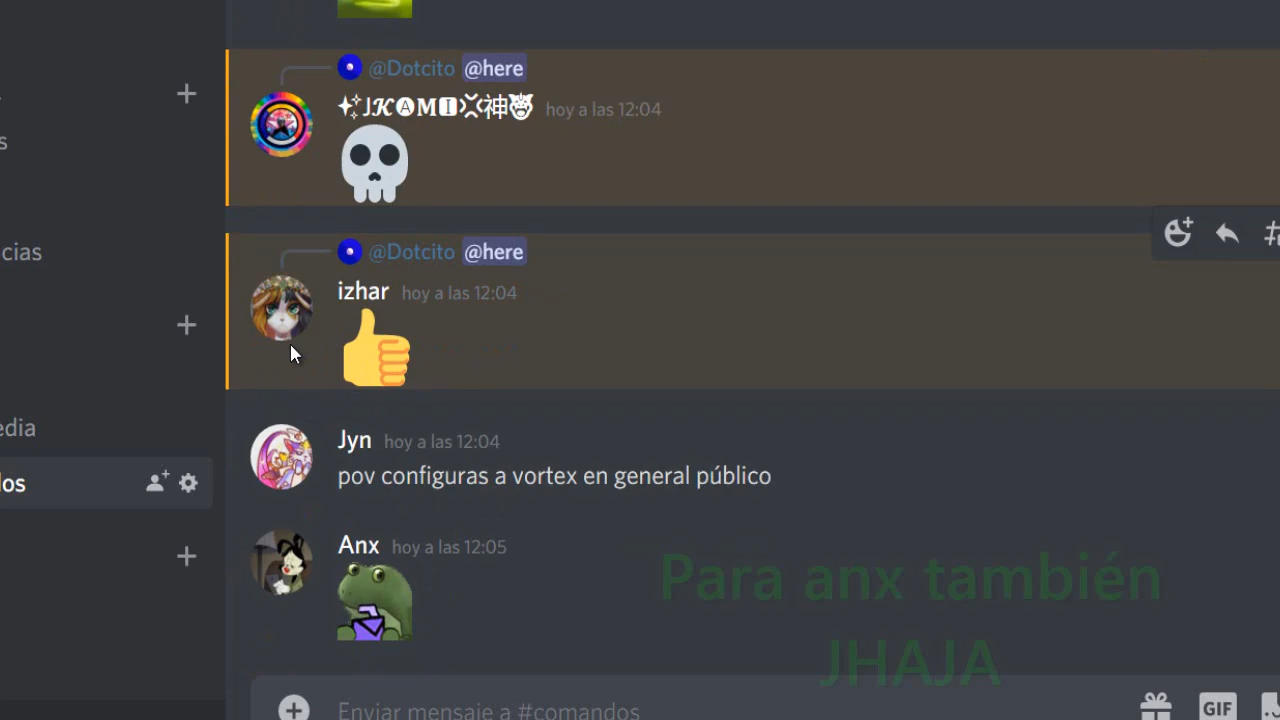 @Dotcito @here
✨J𝓚🅐𝐌🅸💢神👹 hoy a las 12:04
cias
@Dotcito @here
izhar hoy a las 12:04
edia
Jyn hoy a las 12:04
pov configuras a vortex en general público
los
Anx hoy a las 12:05
Para anx también
JHAJA
Enviar mensaje a #comandos
GIF